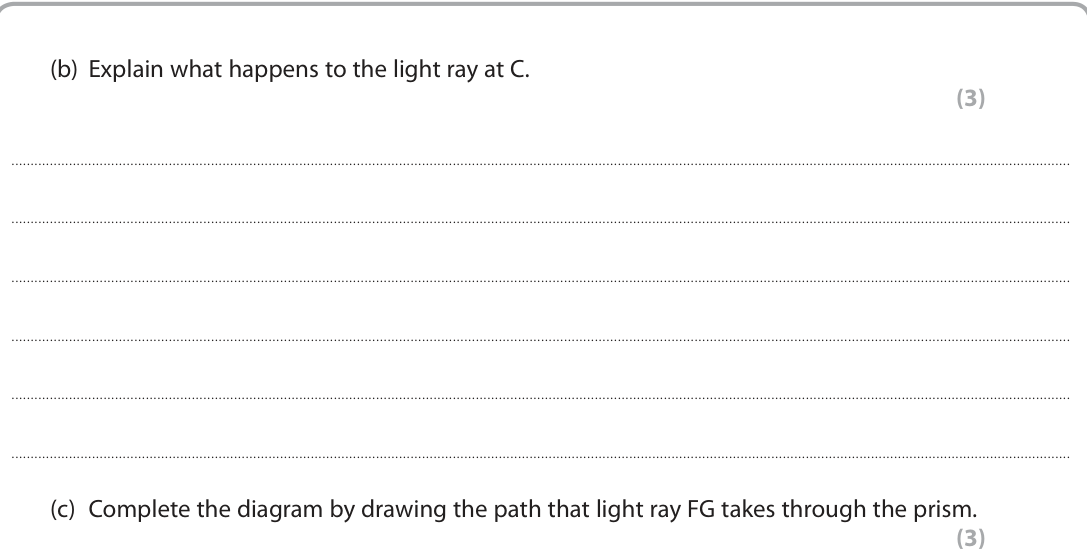 (b) Explain what happens to the light ray at C.
(3)
(c) Complete the diagram by drawing the path that light ray FG takes through the prism.
(3)